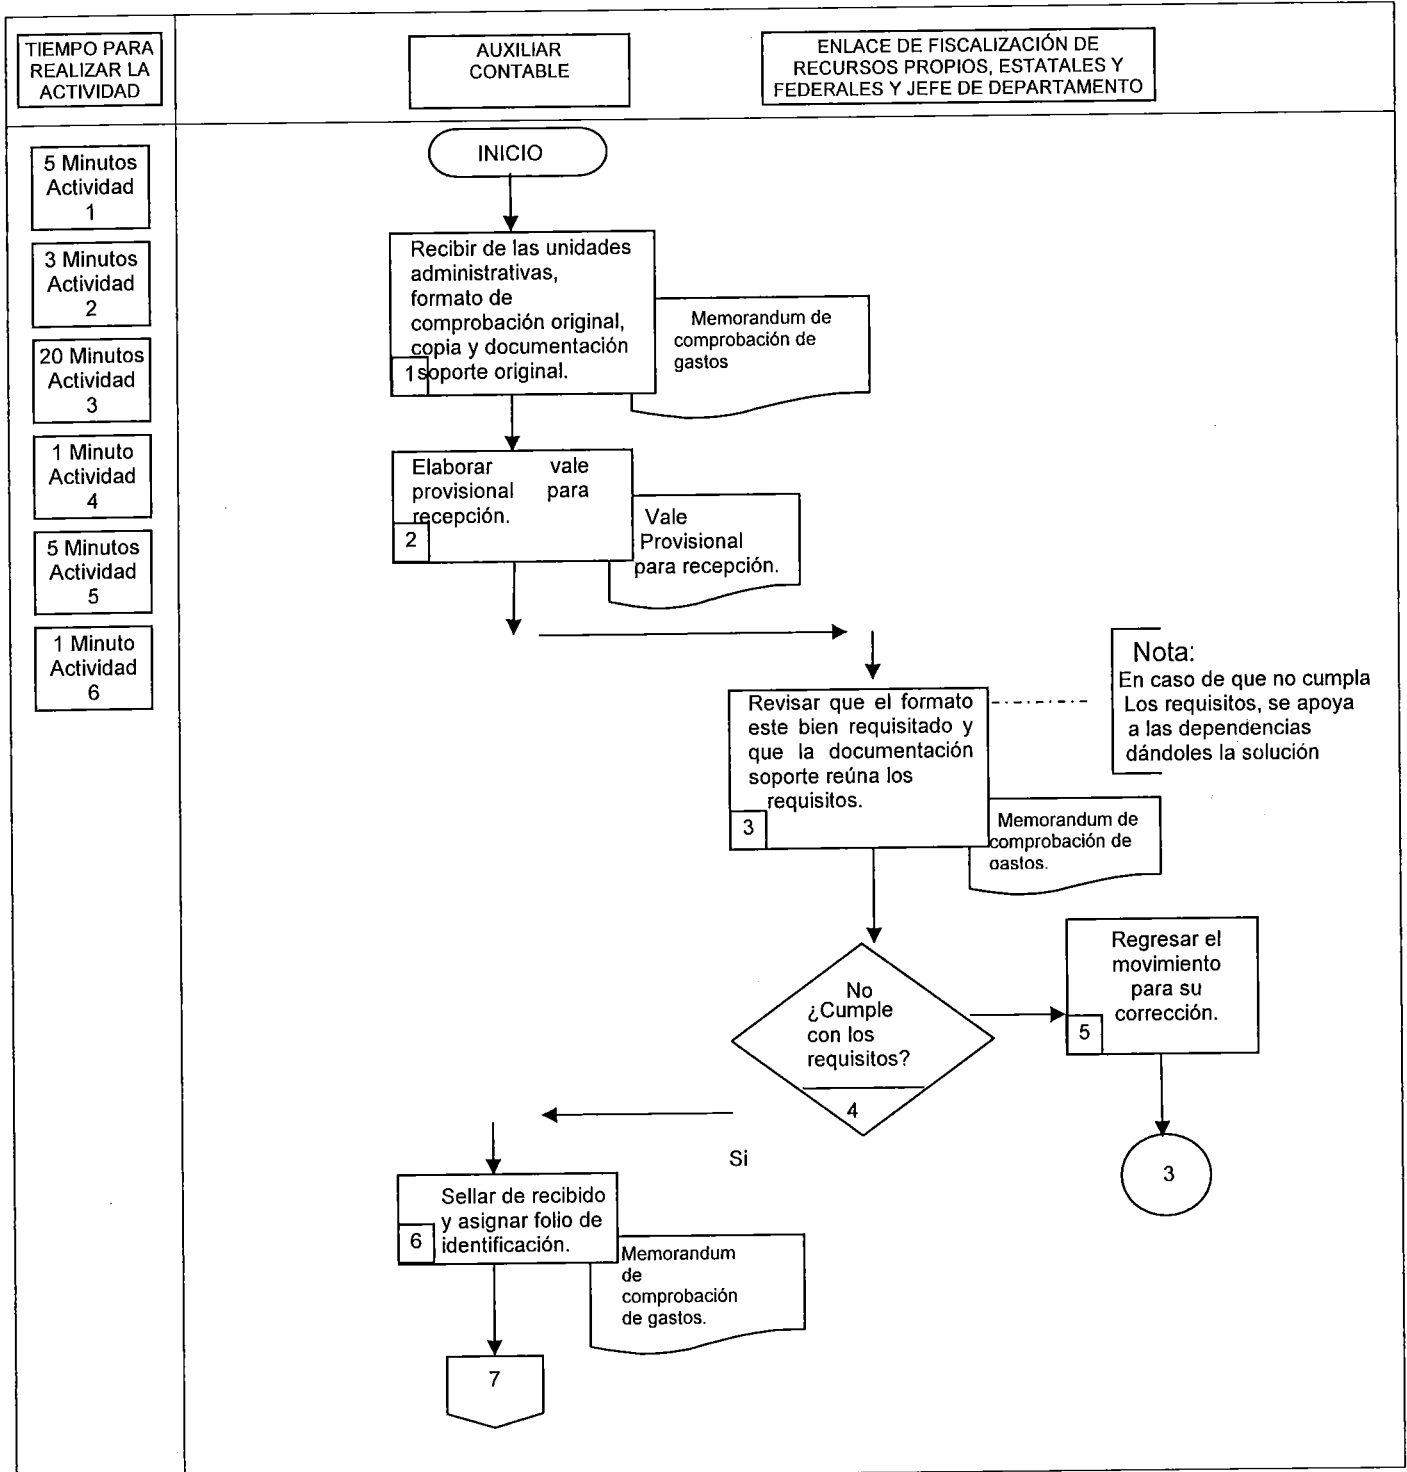 TIEMPO PARA
REALIZAR LA
ACTIVIDAD
AUXILIAR
CONTABLE
ENLACE DE FISCALIZACIÓN DE
RECURSOS PROPIOS, ESTATALES Y
FEDERALES Y JEFE DE DEPARTAMENTO
5 Minutos
Actividad
1
3 Minutos
Actividad
2
20 Minutos
Actividad
3
1 Minuto
Actividad
4
5 Minutos
Actividad
5
1 Minuto
Actividad
6
INICIO
Recibir de las unidades
administrativas,
formato de
comprobación original,
copia y documentación
soporte original.
1
Memorandum de
comprobación de
gastos
Elaborar vale
provisional para
recepción.
2
Vale
Provisional
para recepción.
Revisar que el formato
este bien requisitado y
que la documentación
soporte reúna los
requisitos.
3
Nota:
En caso de que no cumpla
Los requisitos, se apoya
a las dependencias
dándoles la solución
Memorandum de
comprobación de
gastos.
No
¿Cumple
con los
requisitos?
4
Regresar el
movimiento
para su
corrección.
5
3
Si
Sellar de recibido
y asignar folio de
identificación.
6
Memorandum
de
comprobación
de gastos.
7